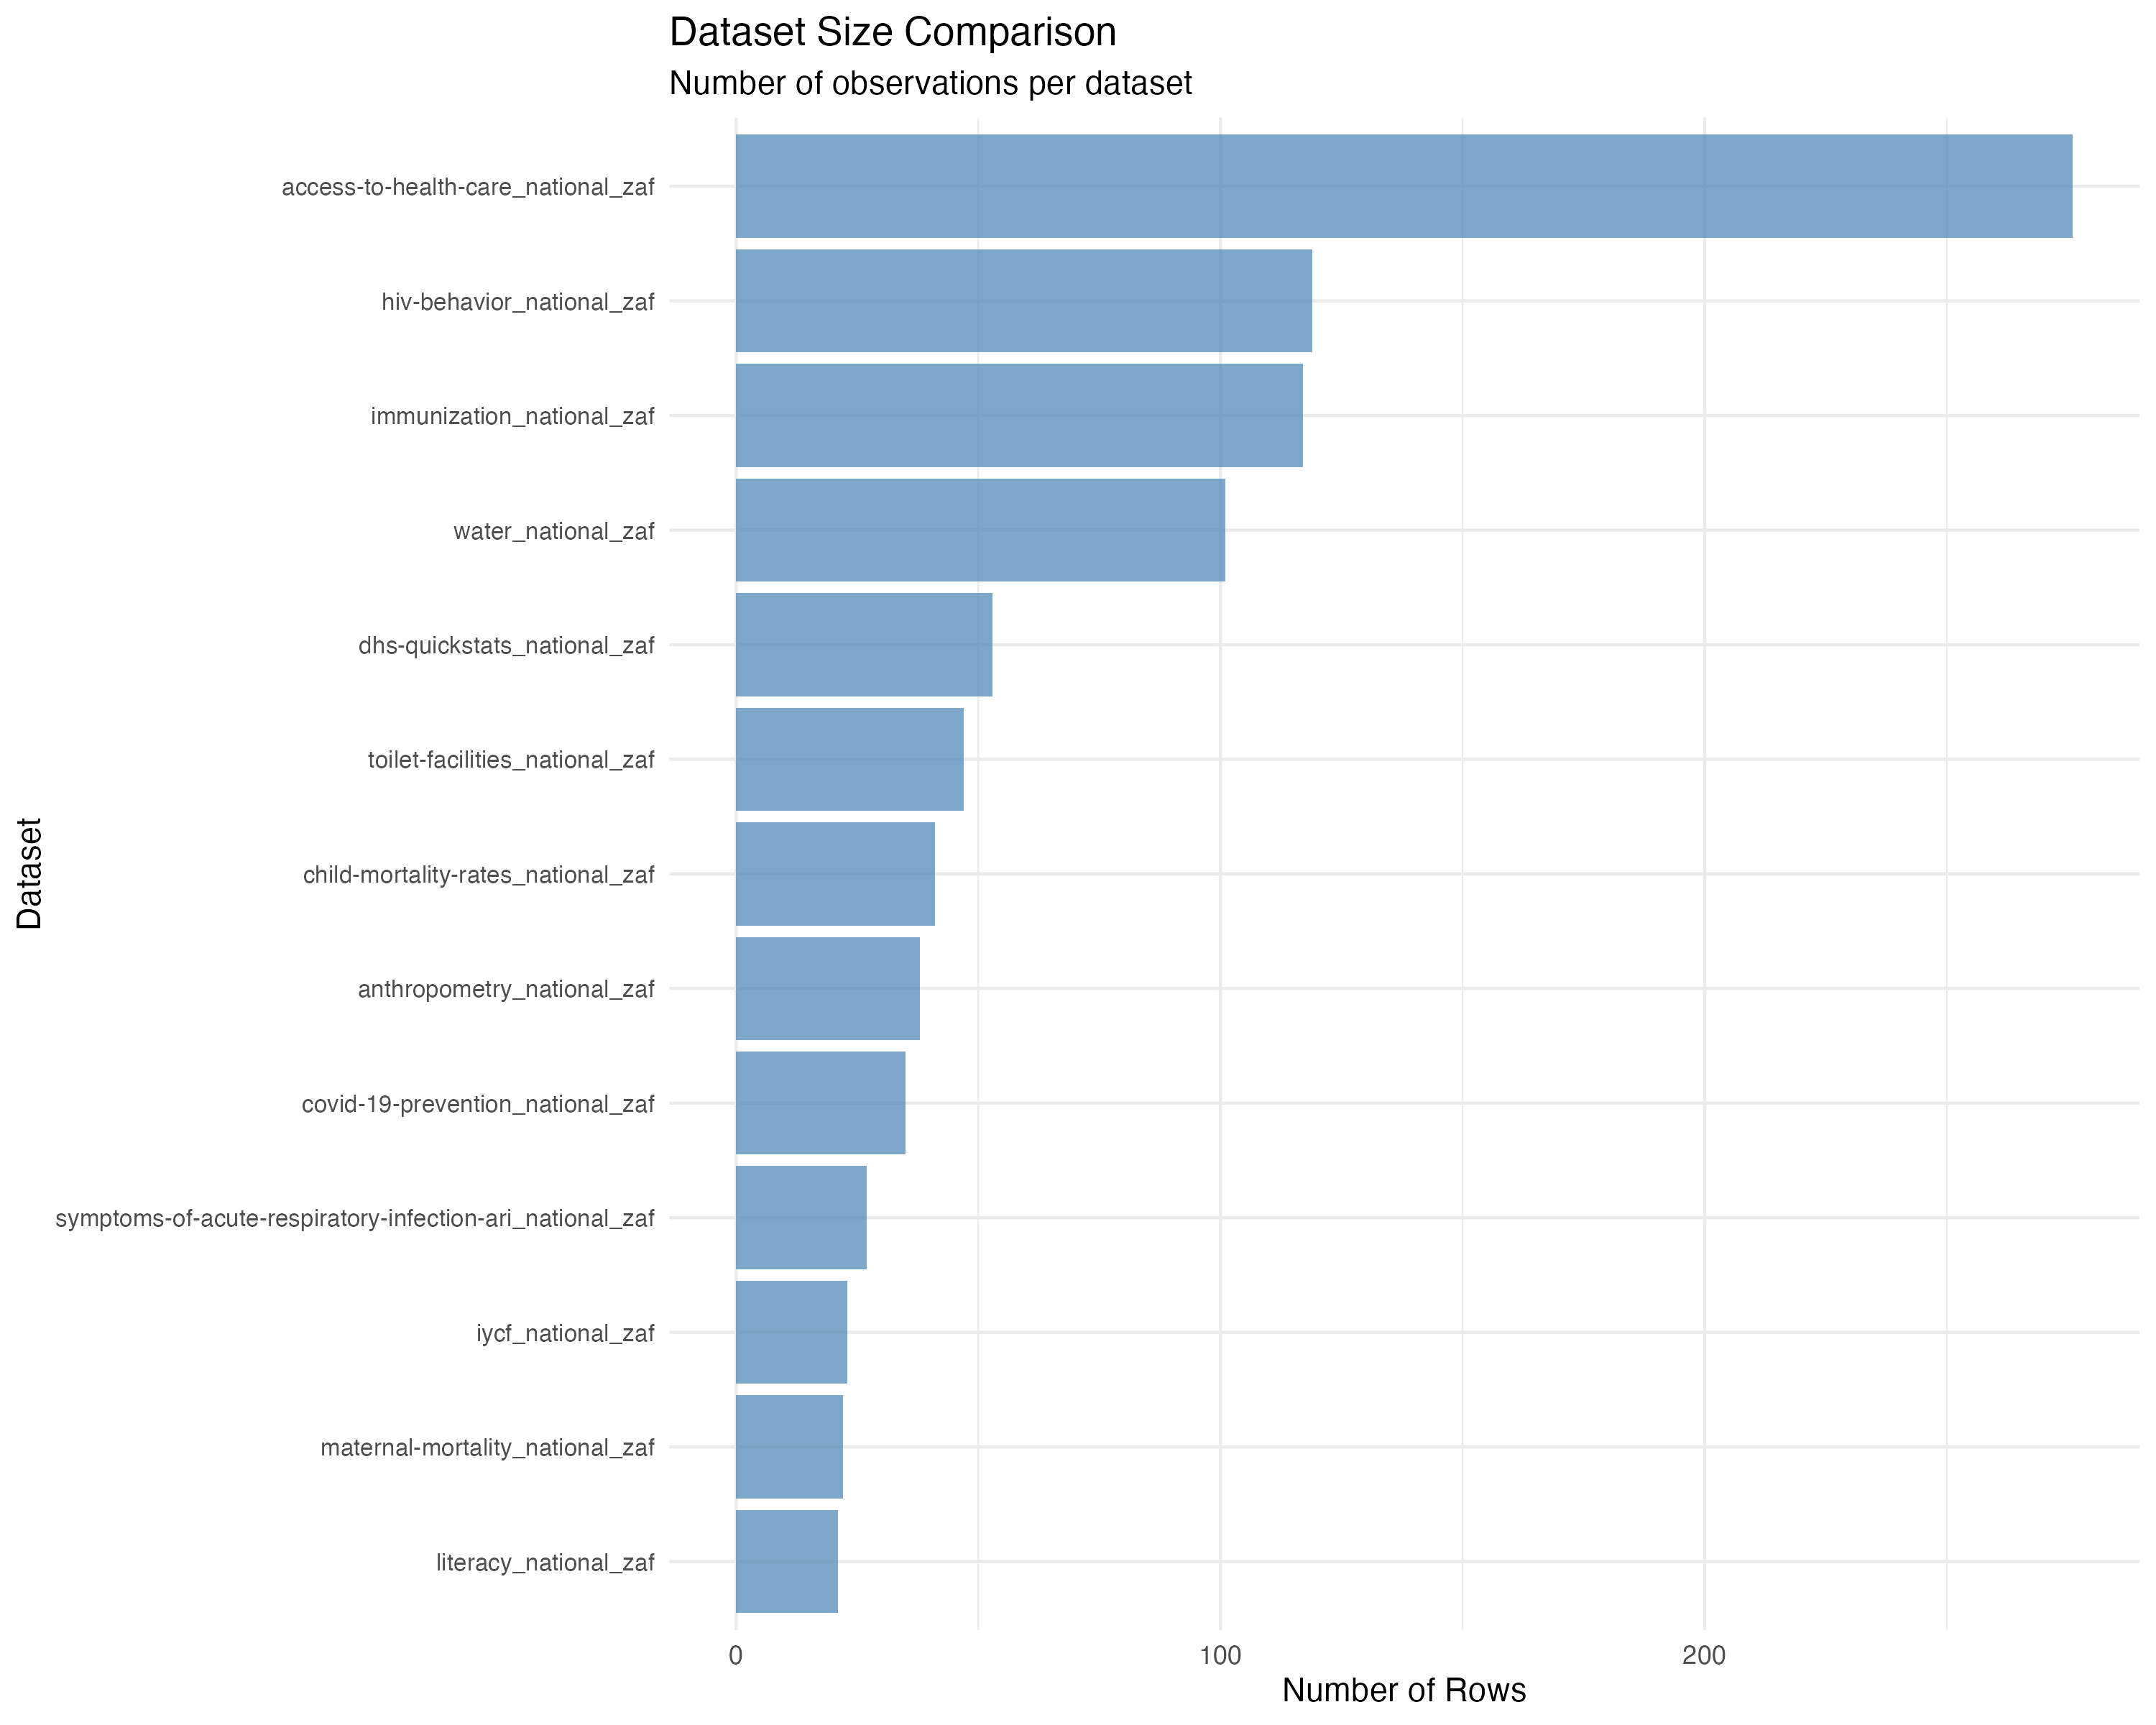 Dataset Size Comparison
Number of observations per dataset
access-to-health-care_national_zaf
hiv-behavior_national_zaf
immunization_national_zaf
water_national_zaf
dhs-quickstats_national_zaf
toilet-facilities_national_zaf
child-mortality-rates_national_zaf
anthropometry_national_zaf
covid-19-prevention_national_zaf
symptoms-of-acute-respiratory-infection-ari_national_zaf
iycf_national_zaf
maternal-mortality_national_zaf
literacy_national_zaf
Dataset
0 100 200
Number of Rows